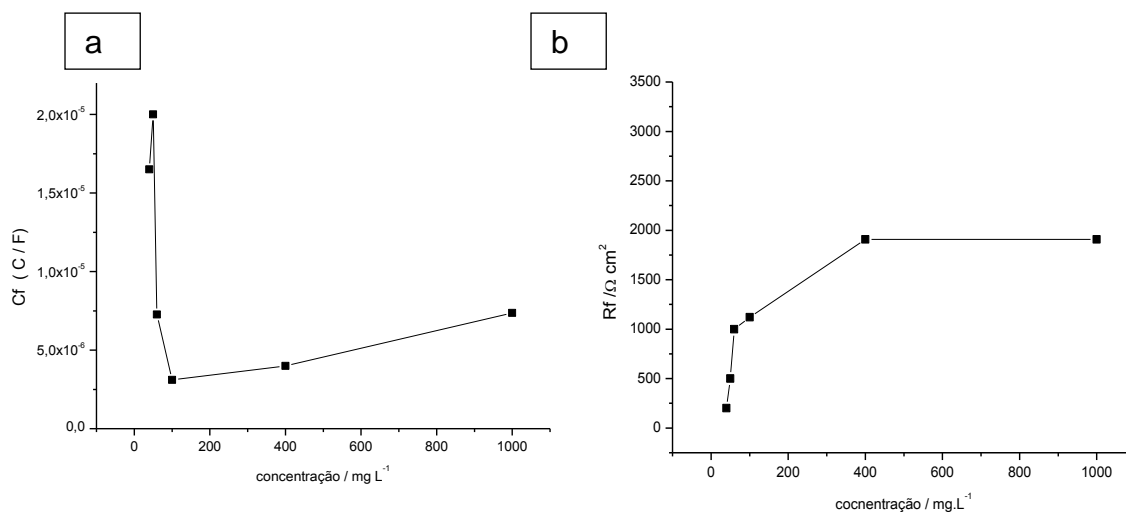 a
b
2,0x10-5
1,5x10-5
1,0x10-5
5,0x10-6
0,0
Cf ( C / F)
0 200 400 600 800 1000
concentração / mg L-1
3500
3000
2500
2000
1500
1000
500
0
Rf /Ω cm2
0 200 400 600 800 1000
cocnentração / mg.L-1